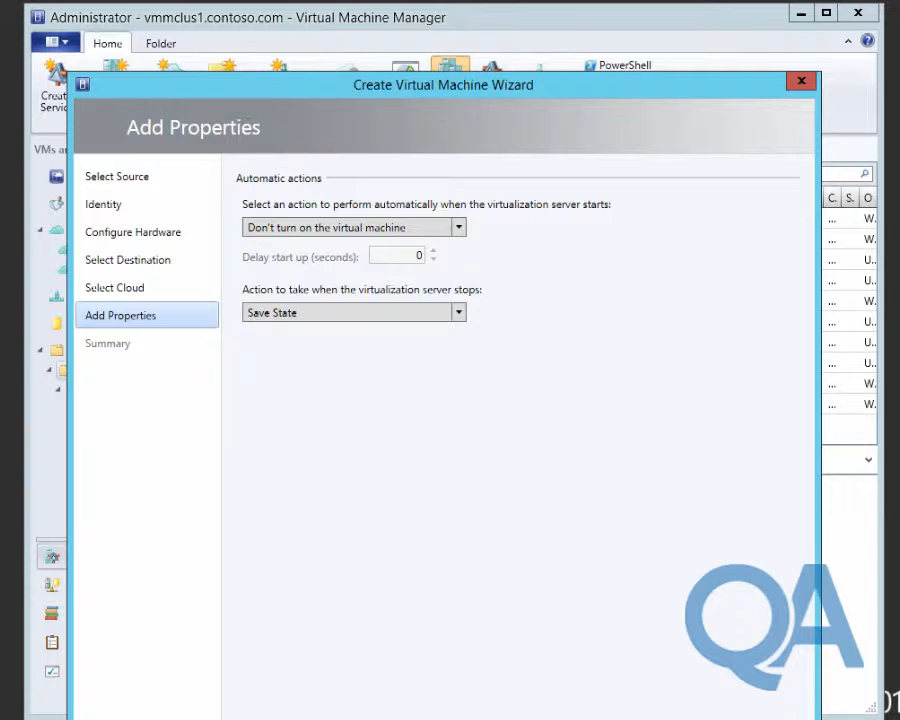 Administrator - vmmclus1.contoso.com - Virtual Machine Manager
Home
Folder
PowerShell
Create Virtual Machine Wizard
Add Properties
VMs
Select Source
Identity
Configure Hardware
Select Destination
Select Cloud
Add Properties
Summary
Automatic actions
Select an action to perform automatically when the virtualization server starts:
Don't turn on the virtual machine
Delay start up (seconds):
0
Action to take when the virtualization server stops:
Save State
C.
S.
O
...
W.
...
W.
...
U..
...
U..
...
W.
...
U..
...
U..
...
U..
...
W.
...
W.
QA